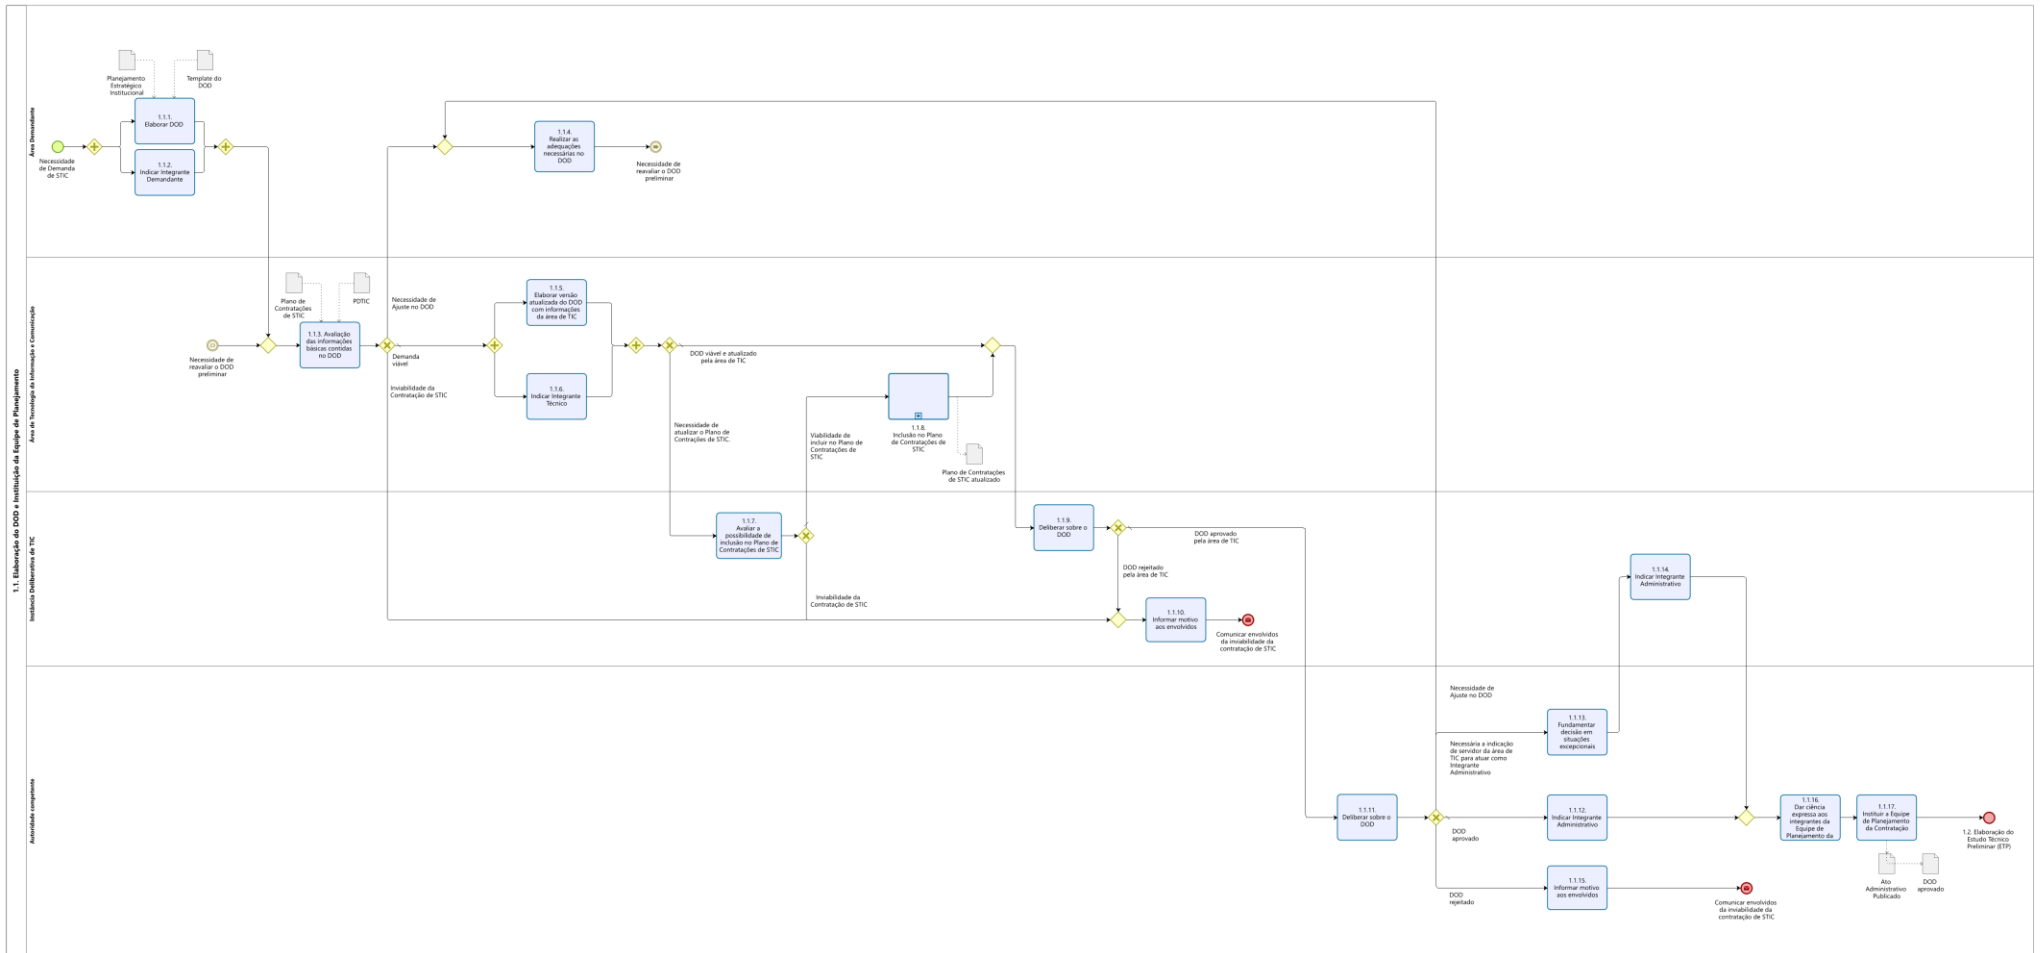 1.1. Elaboração do DOD e Instituição da Equipe de Planejamento
Área Demandante
Planejamento
Estratégico
Institucional
Template do
DOD
1.1.1.
Elaborar DOD
1.1.2.
Indicar Integrante
Demandante
Necessidade
de Demanda
de STIC
1.1.4.
Realizar as
adequações
necessárias no
DOD
Necessidade de
reavaliar o DOD
preliminar
Área de Tecnologia da Informação e Comunicação
Necessidade de
reavaliar o DOD
preliminar
Plano de
Contratações
de STIC
PDTIC
1.1.3. Avaliação
das informações
básicas contidas
no DOD
Necessidade de
Ajuste no DOD
Demanda
viável
Inviabilidade da
Contratação de STIC
1.1.5.
Elaborar versão
atualizada do DOD
com informações
da área de TIC
1.1.6.
Indicar Integrante
Técnico
DOD viável e atualizado
pela área de TIC
Necessidade de
atualizar o Plano de
Contrações de STIC.
Viabilidade de
incluir no Plano de
Contratações de
STIC
1.1.8.
Inclusão no Plano
de Contratações de
STIC
Plano de Contratações
de STIC atualizado
Instância Deliberativa de TIC
1.1.7.
Avaliar a
possibilidade de
inclusão no Plano de
Contratações de STIC
Inviabilidade da
Contratação de STIC
1.1.9.
Deliberar sobre o
DOD
DOD aprovado
pela área de TIC
DOD rejeitado
pela área de TIC
1.1.10.
Informar motivo
aos envolvidos
Comunicar envolvidos
da inviabilidade da
contratação de STIC
1.1.14.
Indicar Integrante
Administrativo
Autoridade competente
1.1.11.
Deliberar sobre o
DOD
Necessidade de
Ajuste no DOD
Necessária a indicação
de servidor da área de
TIC para atuar como
Integrante
Administrativo
DOD
aprovado
DOD
rejeitado
1.1.13.
Fundamentar
decisão em
situações
excepcionais
1.1.12.
Indicar Integrante
Administrativo
1.1.15.
Informar motivo
aos envolvidos
Comunicar envolvidos
da inviabilidade da
contratação de STIC
1.1.16.
Dar ciência
expressa aos
integrantes da
Equipe de
Planejamento da
1.1.17.
Instituir a Equipe
de Planejamento
da Contratação
Ato
Administrativo
Publicado
DOD
aprovado
1.2. Elaboração do
Estudo Técnico
Preliminar (ETP)